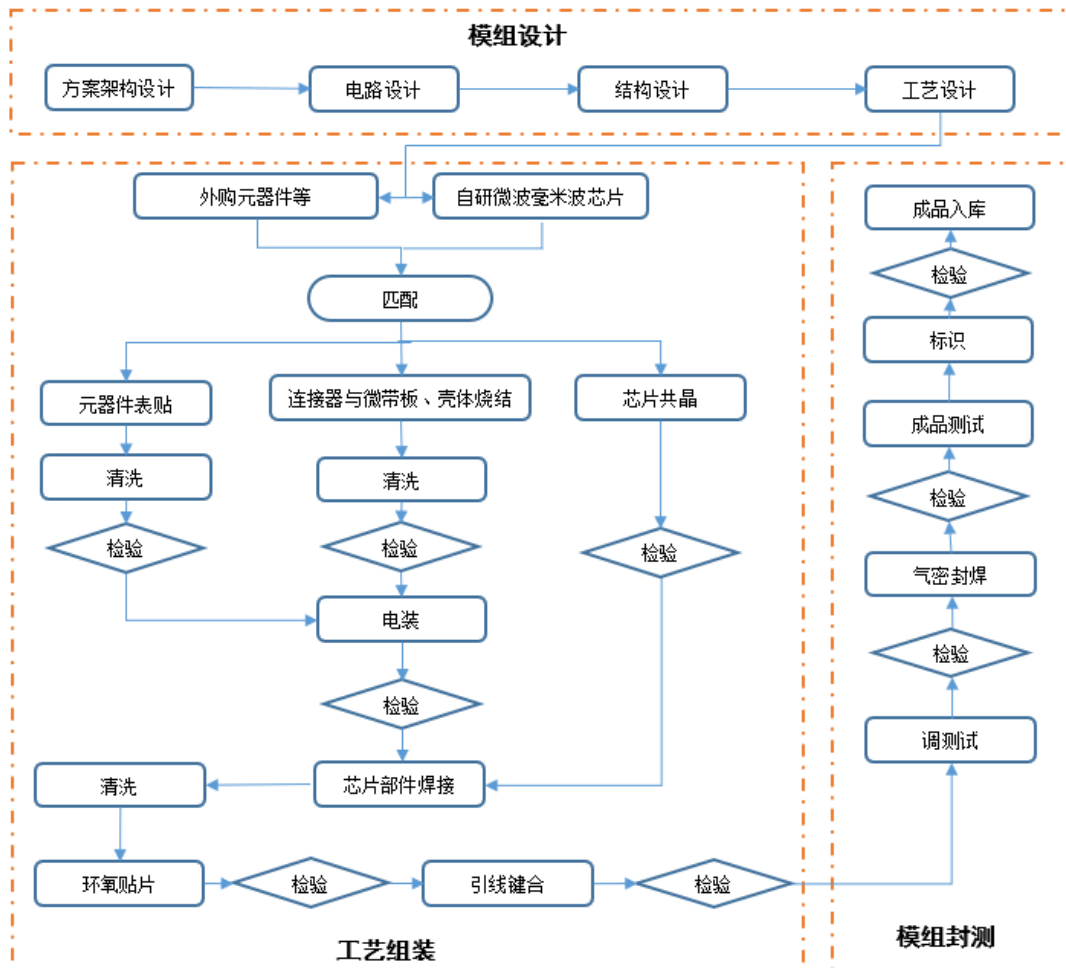 模组设计
方案架构设计
电路设计
结构设计
工艺设计
外购元器件等
自研微波毫米波芯片
匹配
元器件表贴
连接器与微带板、壳体烧结
芯片共晶
清洗
清洗
检验
检验
检验
电装
检验
清洗
芯片部件焊接
环氧贴片
检验
引线键合
检验
工艺组装
成品入库
检验
标识
成品测试
检验
气密封焊
检验
调测试
模组封测